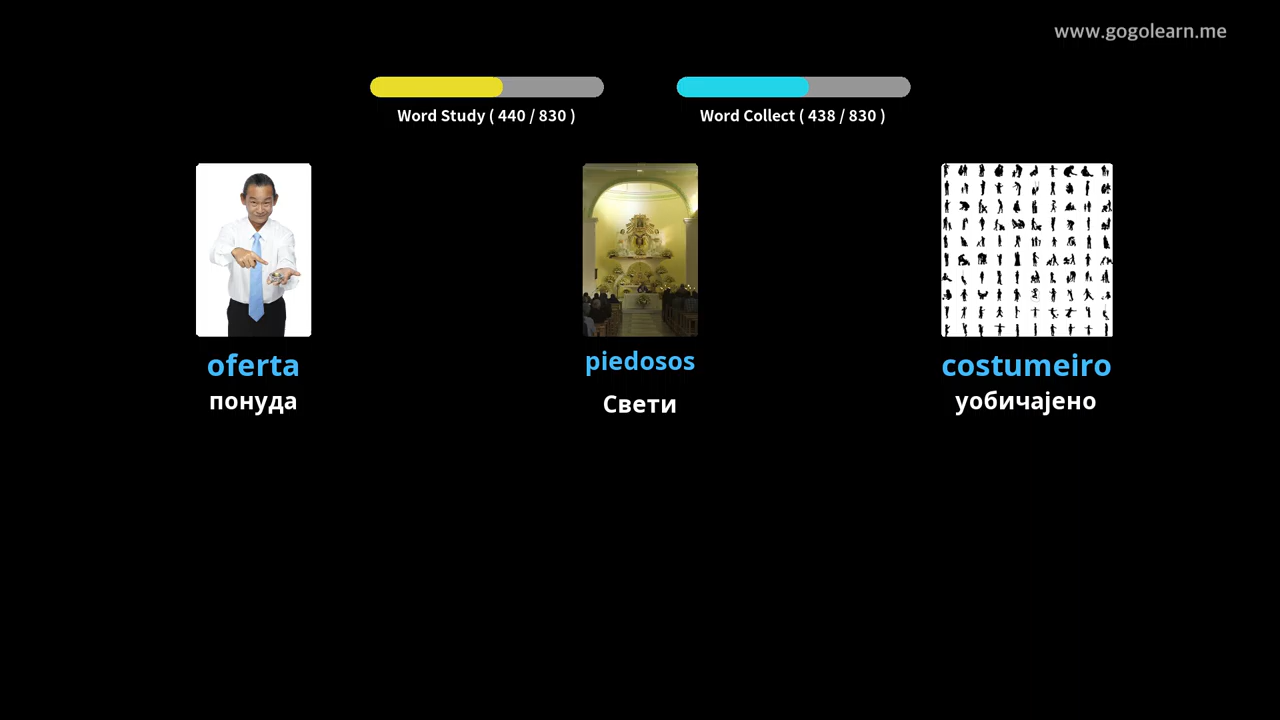 www.gogolearn.me
Word Study ( 440 / 830 )
Word Collect ( 438 / 830 )
oferta
понуда
piedosos
Свети
costumeiro
уобичајено